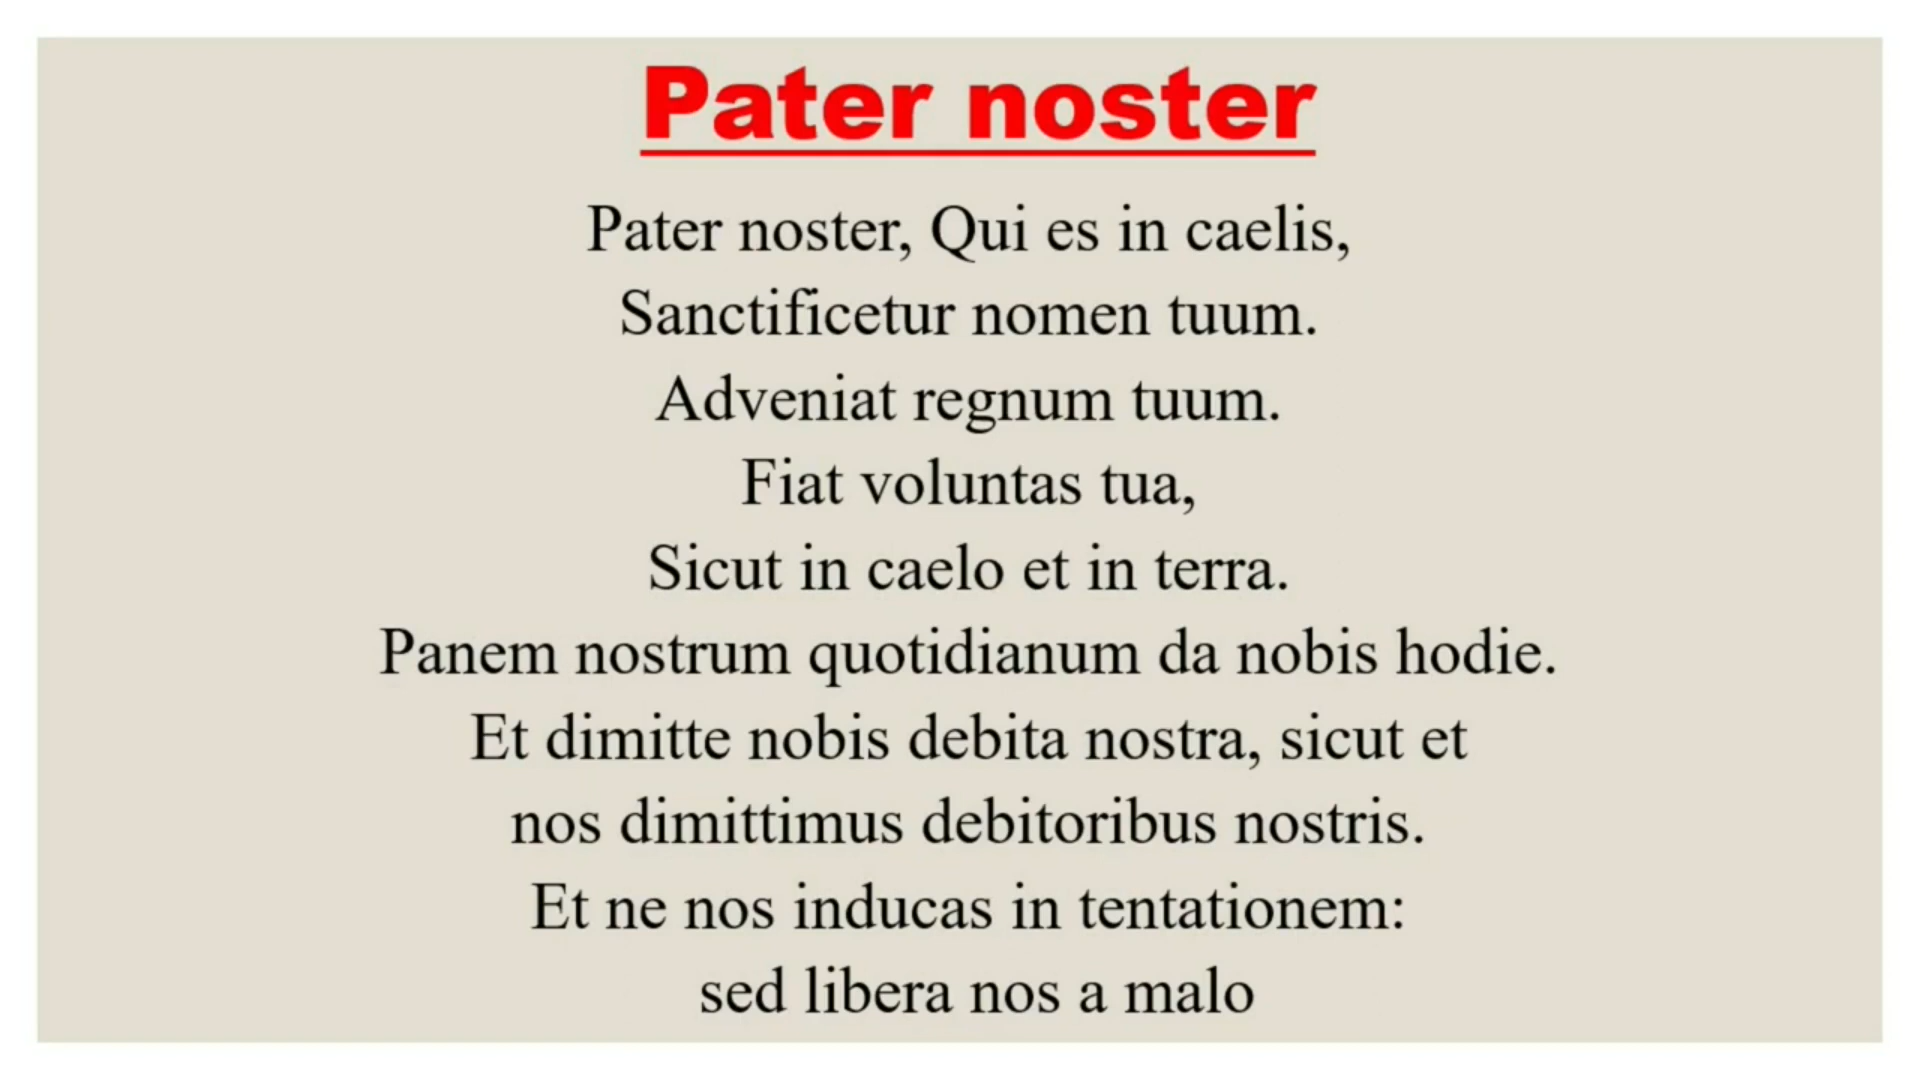 Pater noster
Pater noster, Qui es in caelis,
Sanctificetur nomen tuum.
Adveniat regnum tuum.
Fiat voluntas tua,
Sicut in caelo et in terra.
Panem nostrum quotidianum da nobis hodie.
Et dimitte nobis debita nostra, sicut et
nos dimittimus debitoribus nostris.
Et ne nos inducas in tentationem:
sed libera nos a malo